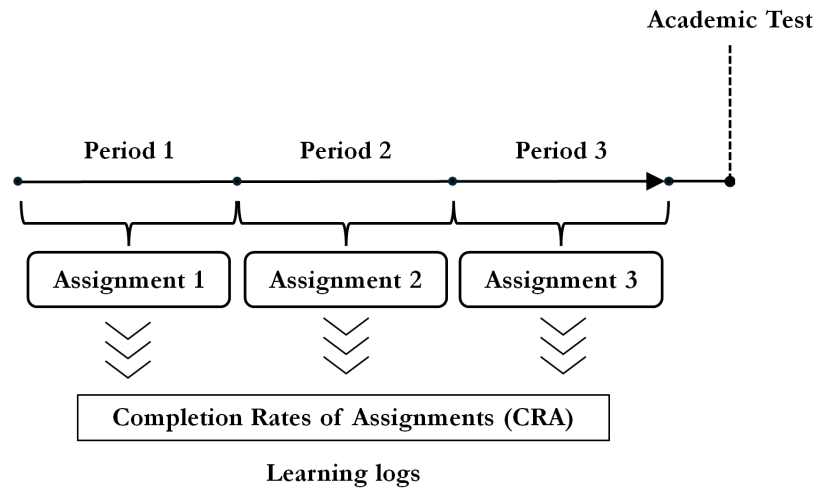 Academic Test
Period 1
Period 2
Period 3
Assignment 1
Assignment 2
Assignment 3
Completion Rates of Assignments (CRA)
Learning logs